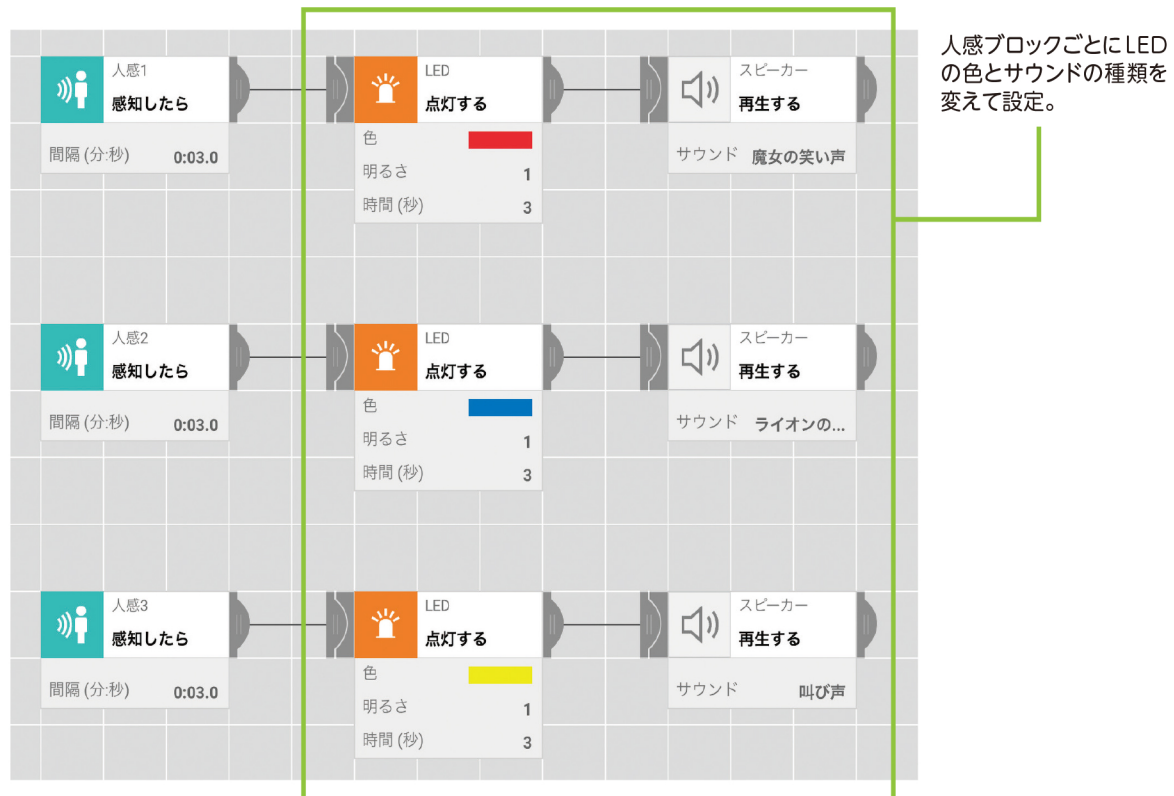 人感1
感知したら
間隔 (分:秒) 0:03.0
LED
点灯する
色
明るさ 1
時間 (秒) 3
スピーカー
再生する
サウンド 魔女の笑い声
人感ブロックごとにLED
の色とサウンドの種類を
変えて設定。
人感2
感知したら
間隔 (分:秒) 0:03.0
LED
点灯する
色
明るさ 1
時間 (秒) 3
スピーカー
再生する
サウンド ライオンの...
人感3
感知したら
間隔 (分:秒) 0:03.0
LED
点灯する
色
明るさ 1
時間 (秒) 3
スピーカー
再生する
サウンド 叫び声